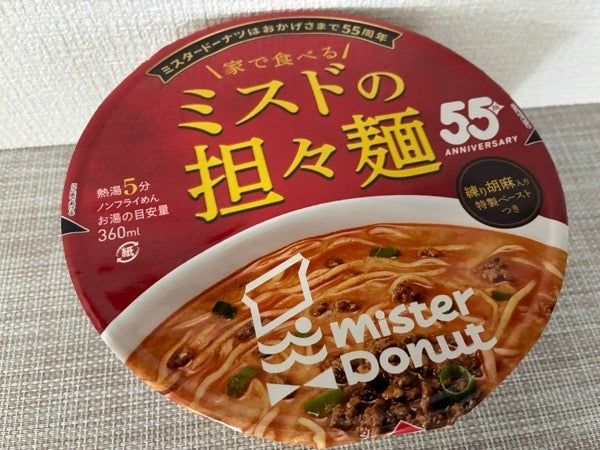 ミスタードーナツはおかげさまで55周年
\家で食べる/
ミスドの
担々麺
55th
ANNIVERSARY
練り胡麻入り
特製ペースト
つき
熱湯5分
ノンフライめん
お湯の目安量
360ml
紙
mister
Donut